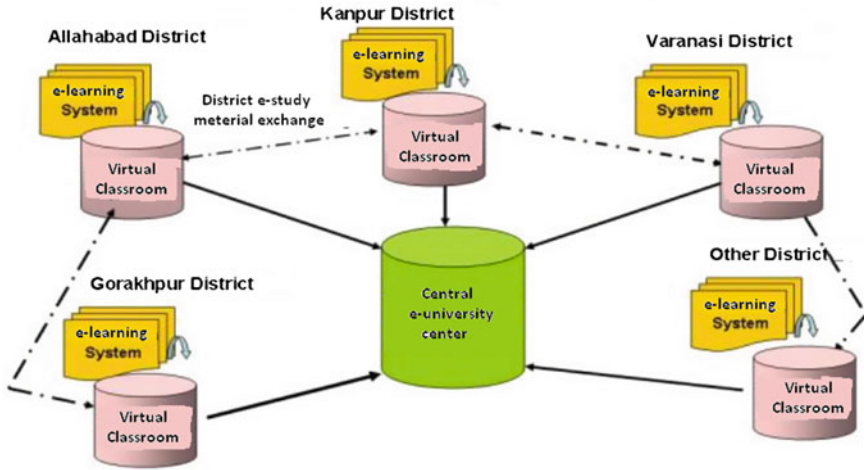 Kanpur District
Allahabad District
Varanasi District
e-learning
System
e-learning
System
e-learning
System
District e-study
meterial exchange
Virtual
Classroom
Virtual
Classroom
Virtual
Classroom
Gorakhpur District
Other District
Central
e-university
center
e-learning
System
e-learning
System
Virtual
Classroom
Virtual
Classroom